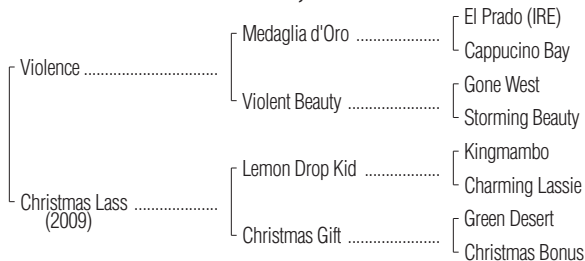 El Prado (IRE)
Medaglia d'Oro ....................
Cappucino Bay
Violence ................................
Gone West
Violent Beauty .....................
Storming Beauty
Kingmambo
Lemon Drop Kid ..................
Charming Lassie
Christmas Lass ....................
(2009)
Green Desert
Christmas Gift .....................
Christmas Bonus